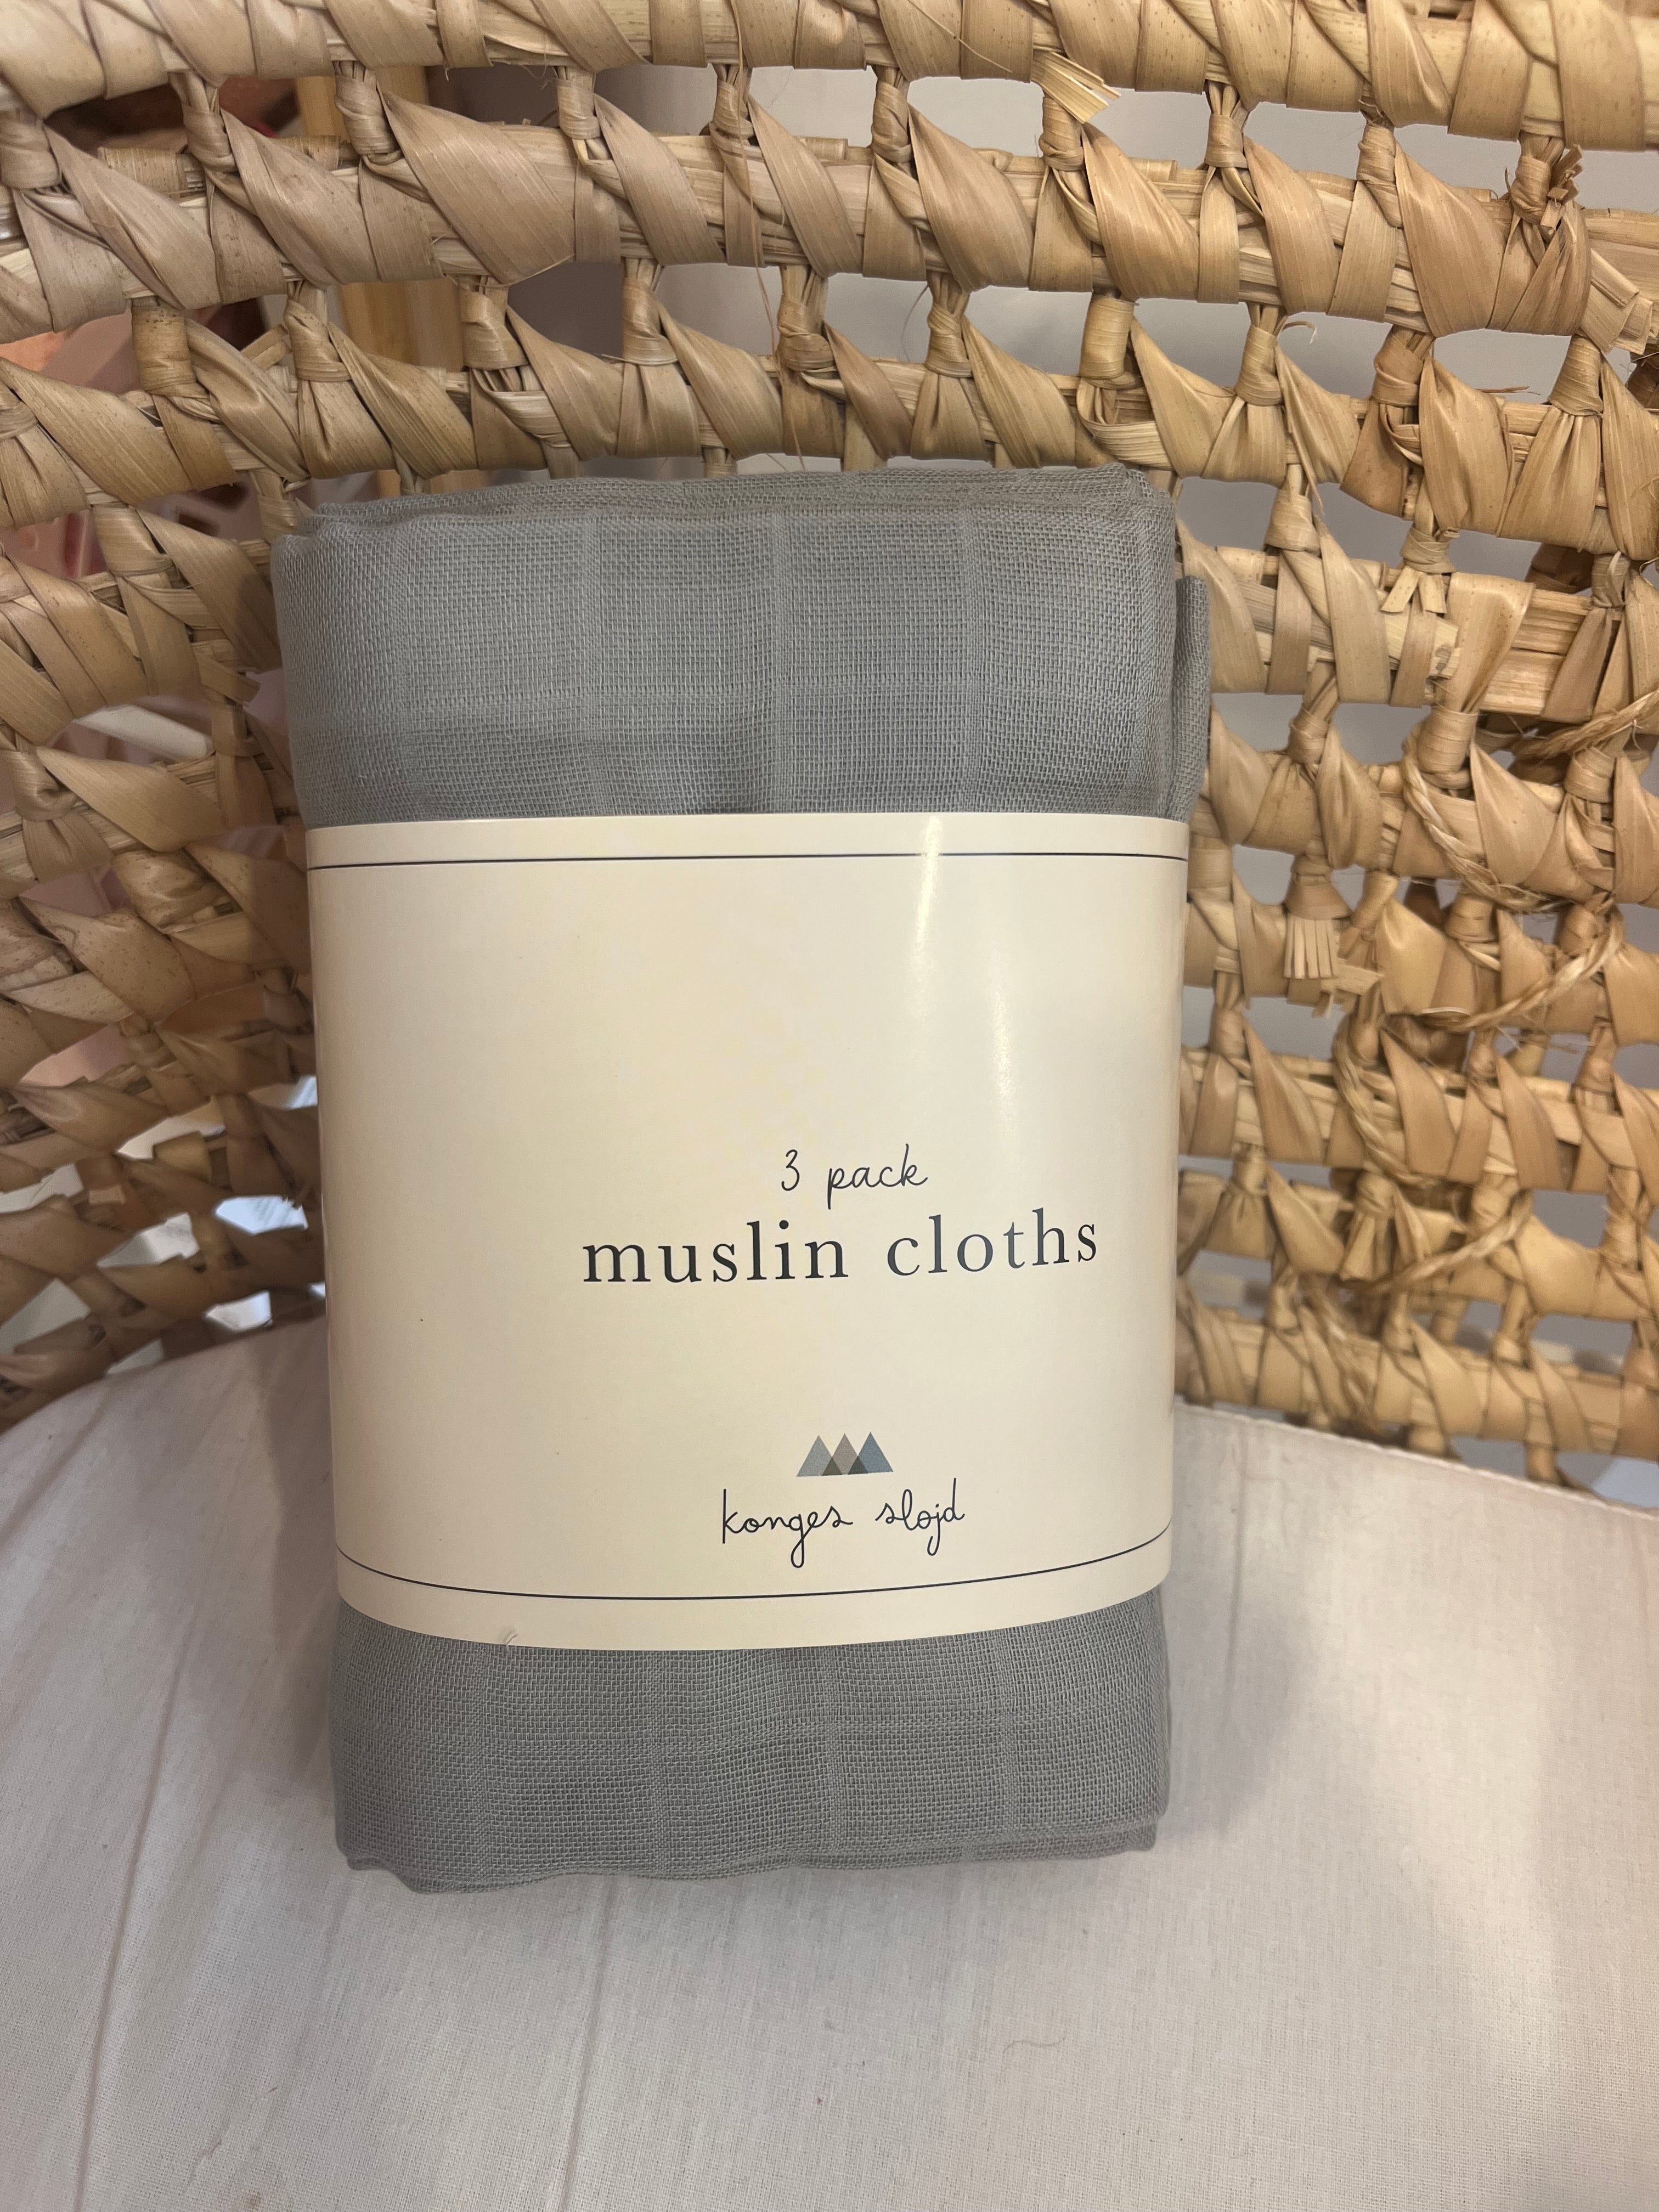 3 pack
muslin cloths
konges slojd